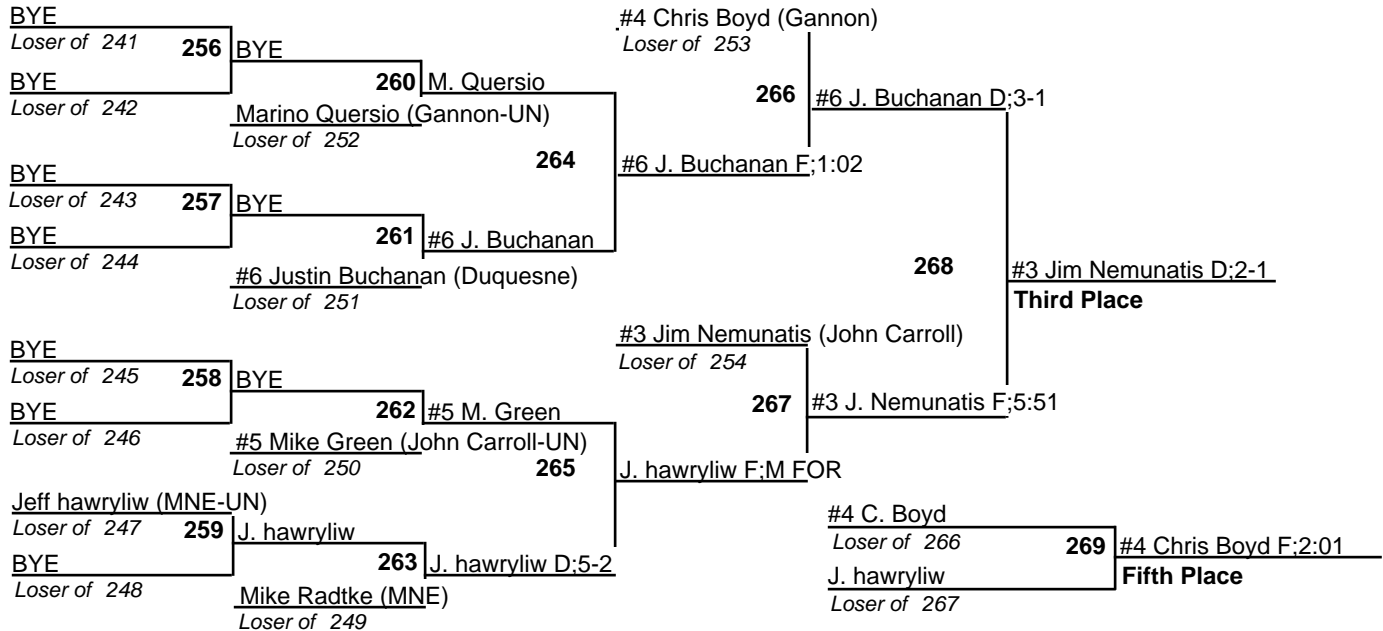 BYE
Loser of 241
256
BYE
BYE
Loser of 242
260
M. Quersio
Marino Quersio (Gannon-UN)
Loser of 252
264
#6 J. Buchanan F;1:02
BYE
Loser of 243
257
BYE
BYE
Loser of 244
261
#6 J. Buchanan
#6 Justin Buchanan (Duquesne)
Loser of 251
#4 Chris Boyd (Gannon)
Loser of 253
266
#6 J. Buchanan D;3-1
268
#3 Jim Nemunatis D;2-1
Third Place
BYE
Loser of 245
258
BYE
BYE
Loser of 246
262
#5 M. Green
#5 Mike Green (John Carroll-UN)
Loser of 250
265
J. hawryliw F;M FOR
Jeff hawryliw (MNE-UN)
Loser of 247
259
J. hawryliw
BYE
Loser of 248
263
J. hawryliw D;5-2
Mike Radtke (MNE)
Loser of 249
#3 Jim Nemunatis (John Carroll)
Loser of 254
267
#3 J. Nemunatis F;5:51
#4 C. Boyd
Loser of 266
269
#4 Chris Boyd F;2:01
Fifth Place
J. hawryliw
Loser of 267